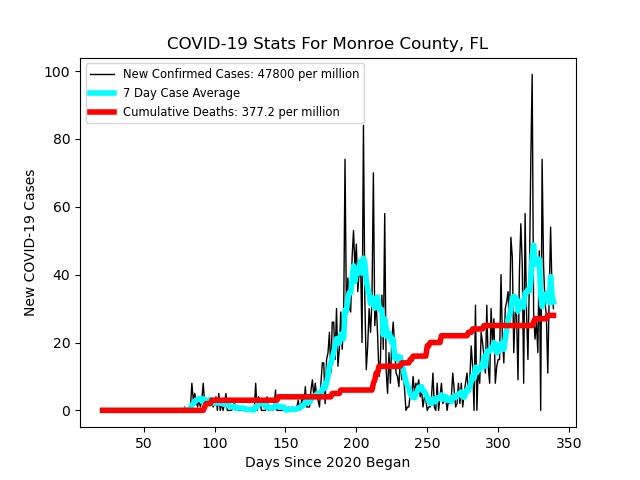 COVID-19 Stats For Monroe County, FL
New Confirmed Cases: 47800 per million
7 Day Case Average
Cumulative Deaths: 377.2 per million
New COVID-19 Cases
100
80
60
40
20
0
50 100 150 200 250 300 350
Days Since 2020 Began